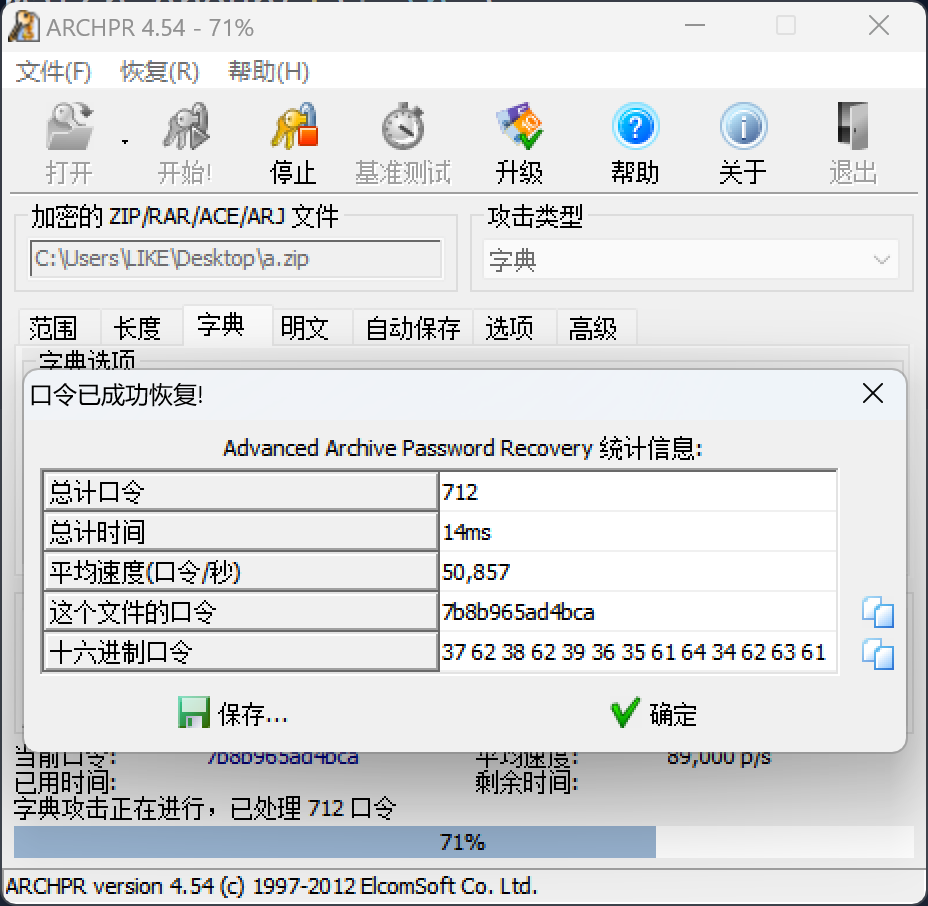 ARCHPR 4.54 - 71%
文件(F) 恢复(R) 帮助(H)
打开 开始! 停止 基准测试 升级 帮助 关于 退出
加密的 ZIP/RAR/ACE/ARJ 文件 攻击类型
C:\Users\LIKE\Desktop\a.zip 字典
范围 长度 字典 明文 自动保存 选项 高级
字典选项
口令已成功恢复!
Advanced Archive Password Recovery 统计信息:
总计口令 712
总计时间 14ms
平均速度(口令/秒) 50,857
这个文件的口令 7b8b965ad4bca
十六进制口令 37 62 38 62 39 36 35 61 64 34 62 63 61
保存... 确定
当前口令: 7b8b965ad4bca 平均速度: 89,000 p/s
已用时间: 剩余时间:
字典攻击正在进行，已处理 712 口令
71%
ARCHPR version 4.54 (c) 1997-2012 ElcomSoft Co. Ltd.